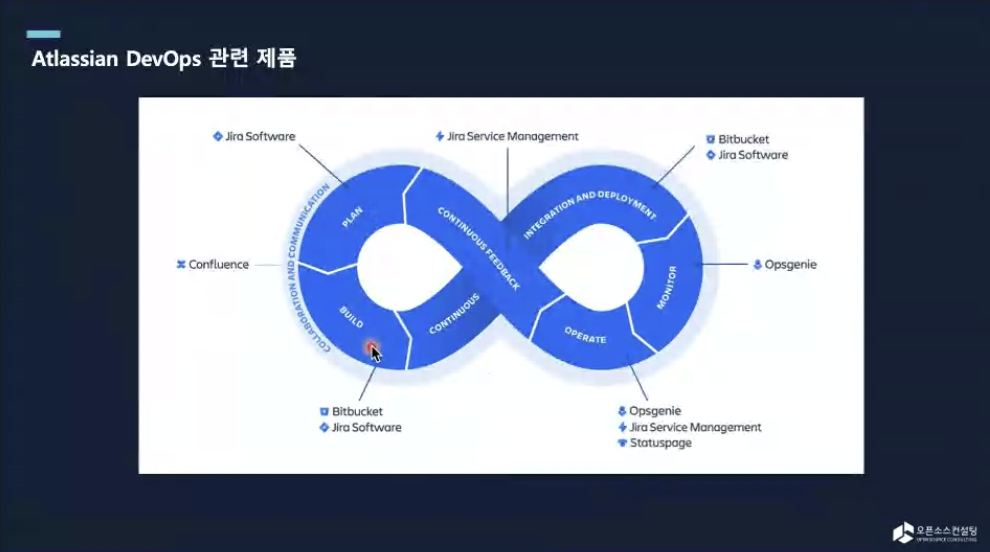 Atlassian DevOps 관련 제품
Jira Software
Jira Service Management
Bitbucket
Jira Software
COLLABORATION AND COMMUNICATION
PLAN
CONTINUOUS FEEDBACK
INTEGRATION AND DEPLOYMENT
Confluence
Opsgenie
BUILD
CONTINUOUS
OPERATE
MONITOR
Bitbucket
Jira Software
Opsgenie
Jira Service Management
Statuspage
오픈소스컨설팅
OPEN SOURCE CONSULTING